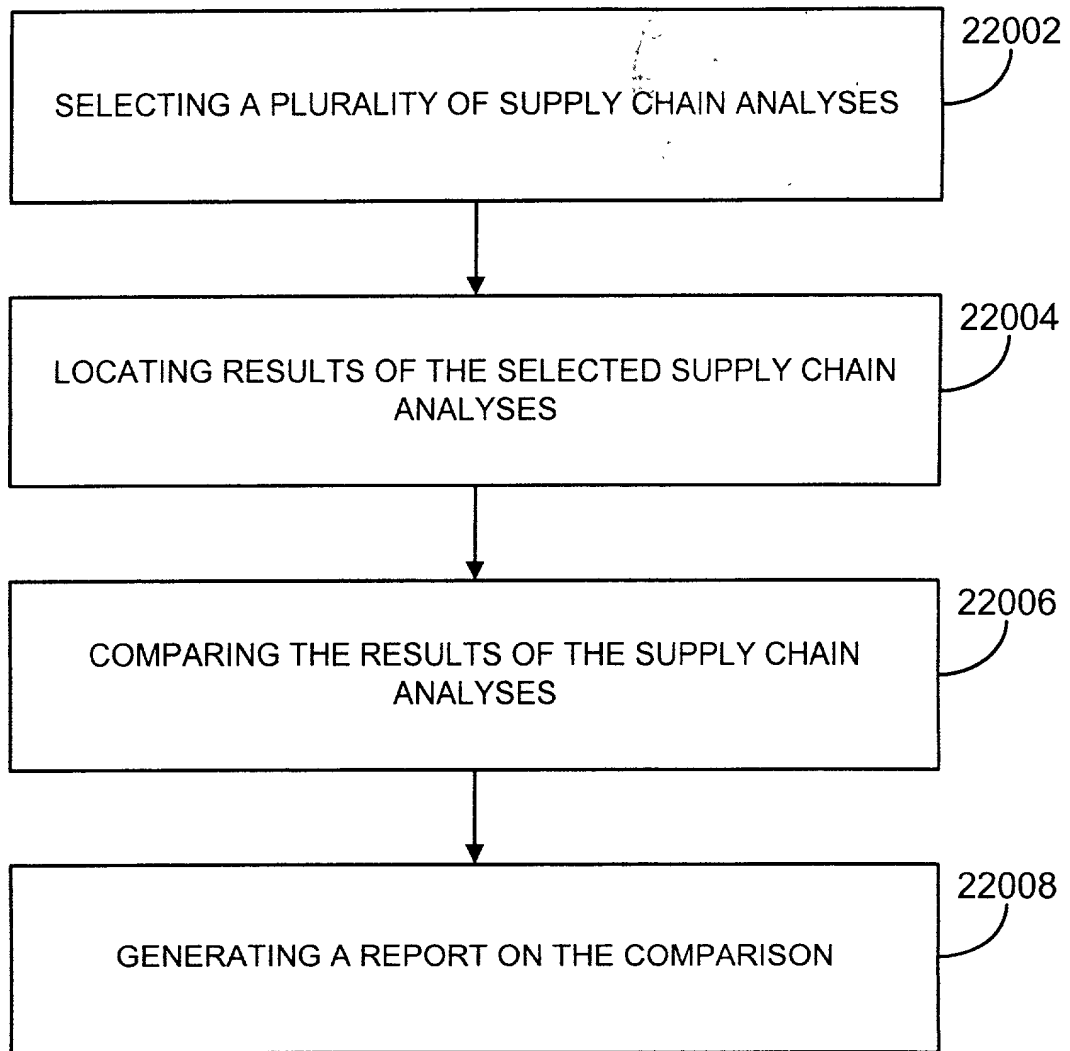 22002
SELECTING A PLURALITY OF SUPPLY CHAIN ANALYSES
22004
LOCATING RESULTS OF THE SELECTED SUPPLY CHAIN
ANALYSES
22006
COMPARING THE RESULTS OF THE SUPPLY CHAIN
ANALYSES
22008
GENERATING A REPORT ON THE COMPARISON